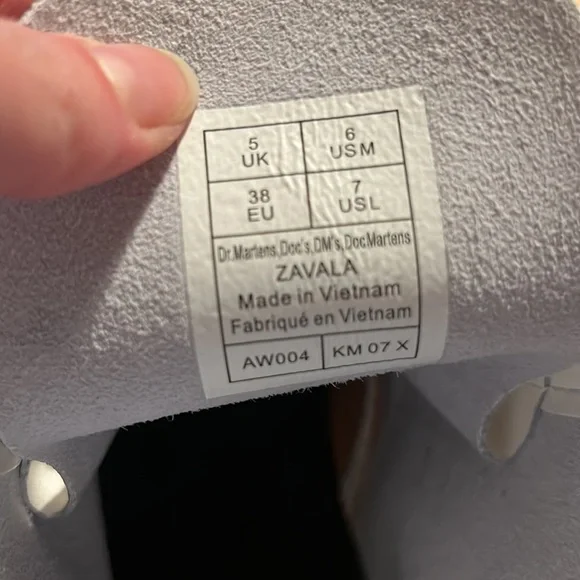 5 6
UK USM
38 7
EU USL
Dr.Martens,Doc's,DM's,DocMartens
ZAVALA
Made in Vietnam
Fabriqué en Vietnam
AW004 KM 07 X